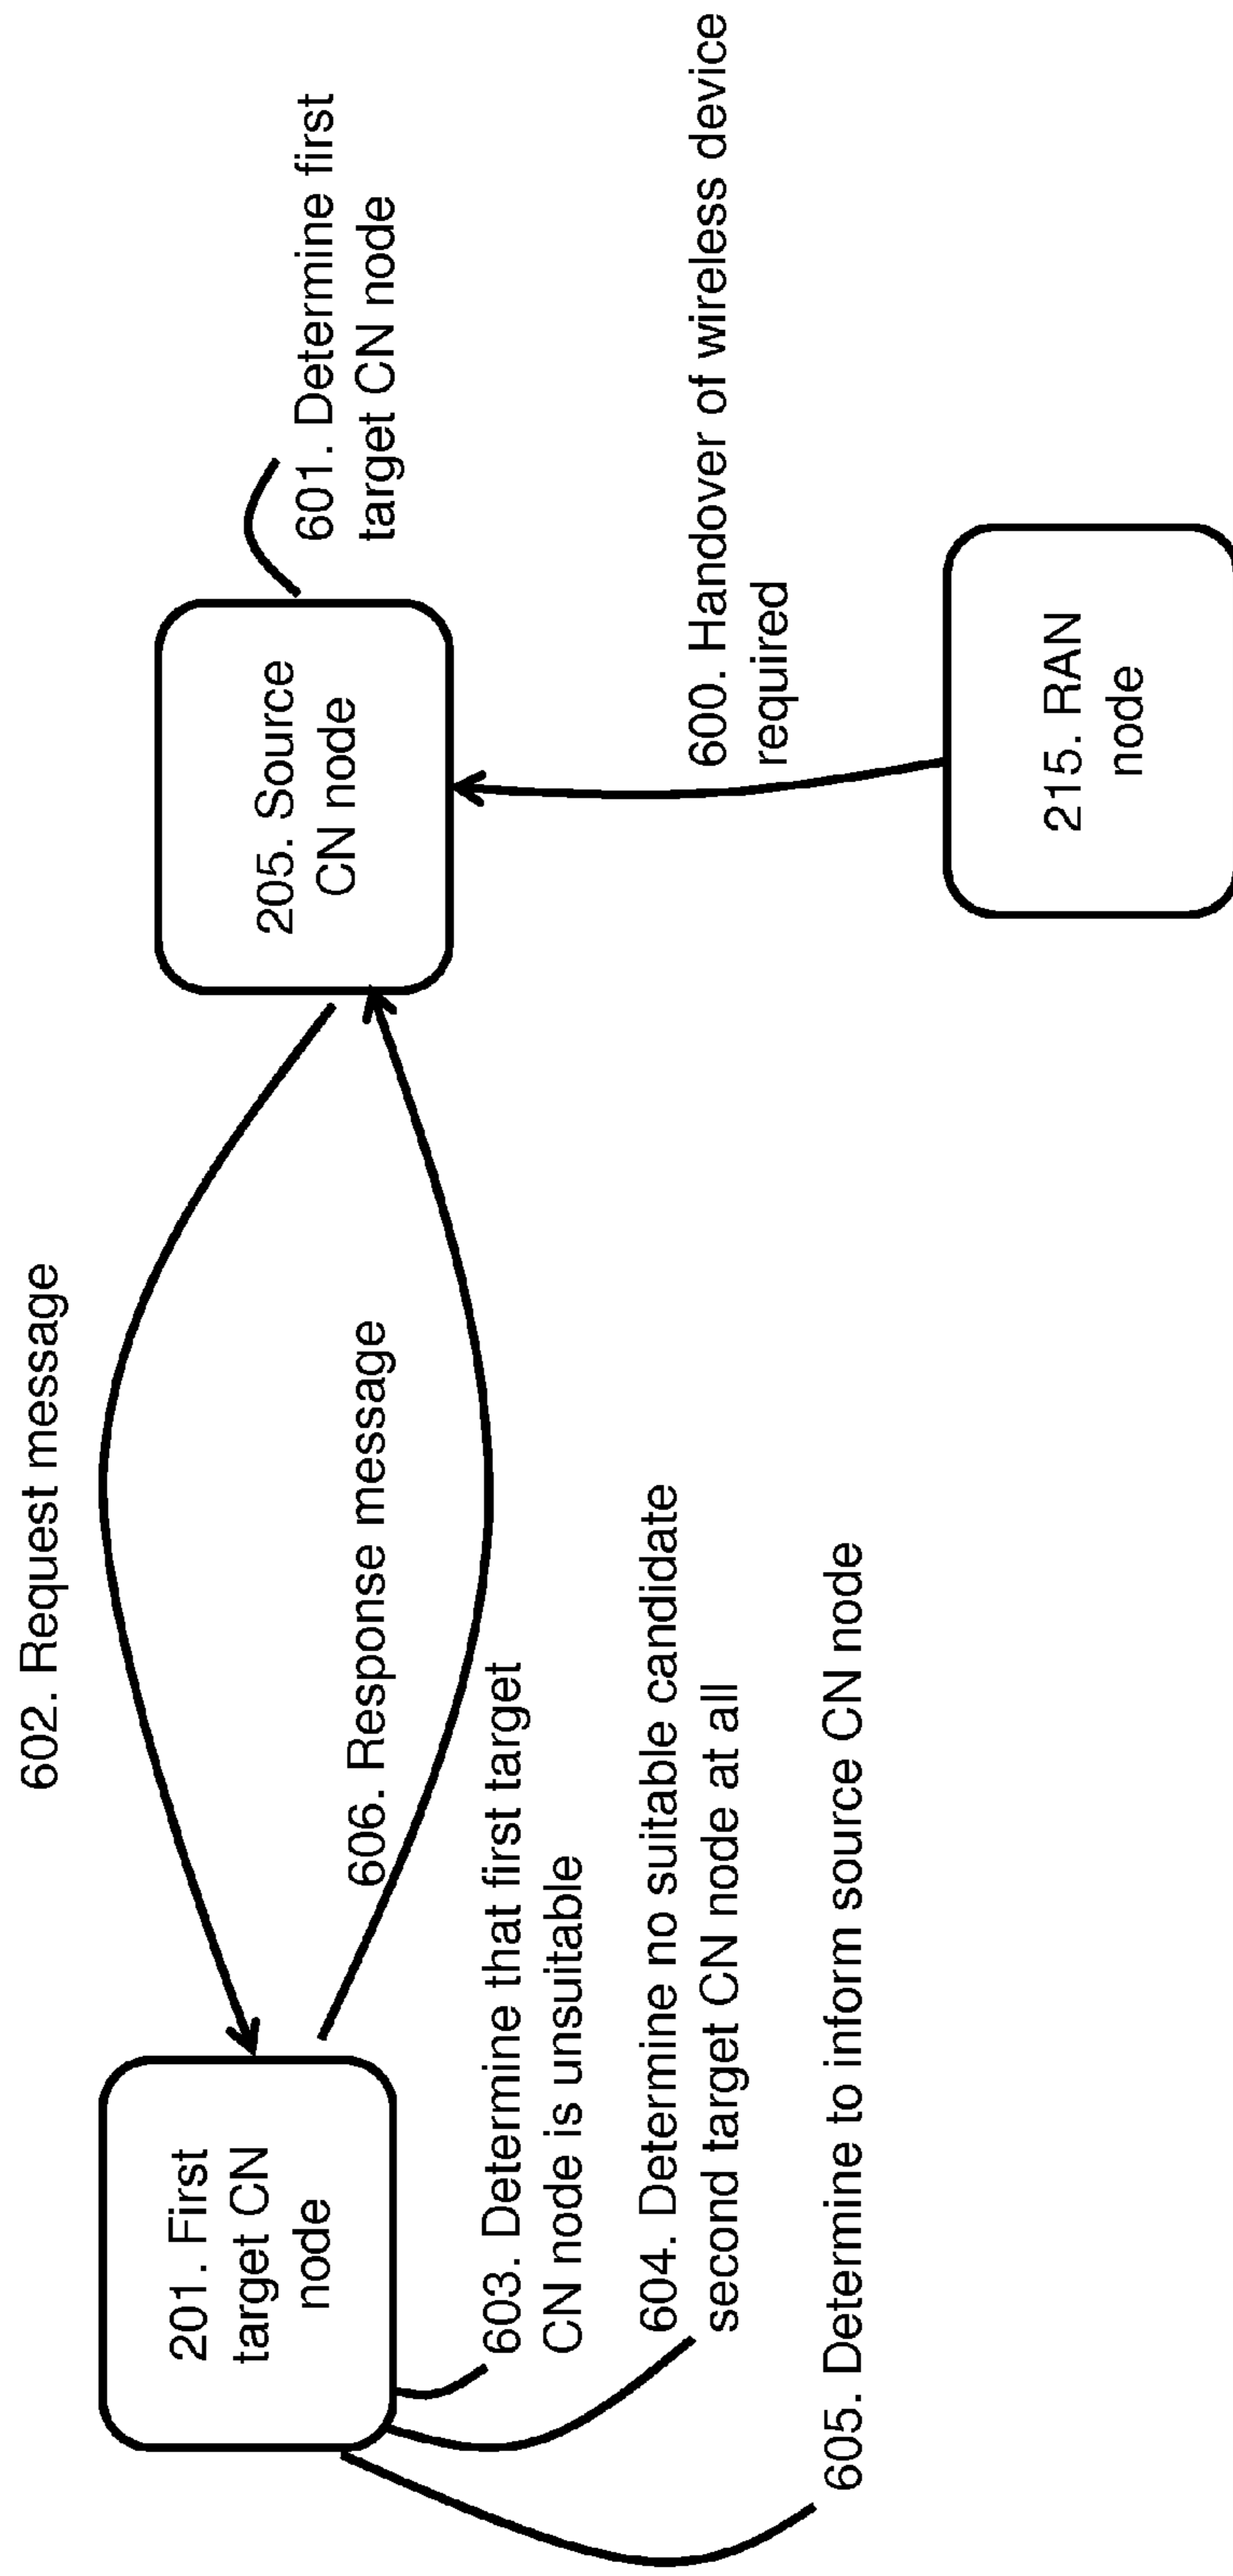 602. Request message
201. First
target CN
node
205. Source
CN node
601. Determine first
target CN node
606. Response message
603. Determine that first target
CN node is unsuitable
604. Determine no suitable candidate
second target CN node at all
600. Handover of wireless device
required
605. Determine to inform source CN node
215. RAN
node